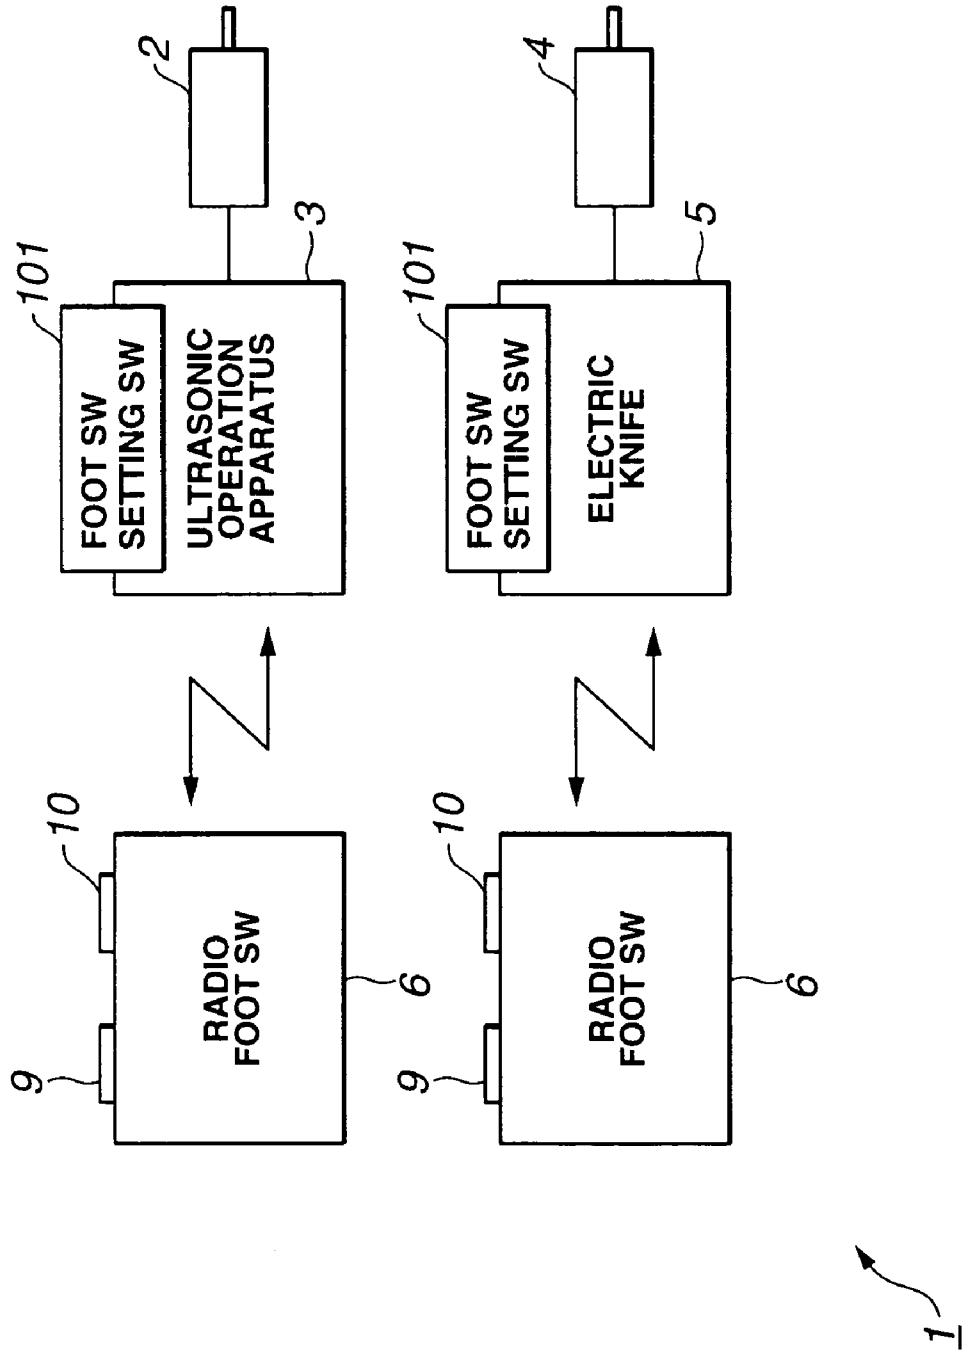 101
2
FOOT SW
SETTING SW
ULTRASONIC
OPERATION
APPARATUS
3
9
10
RADIO
FOOT SW
6
101
4
FOOT SW
SETTING SW
ELECTRIC
KNIFE
5
9
10
RADIO
FOOT SW
6
1